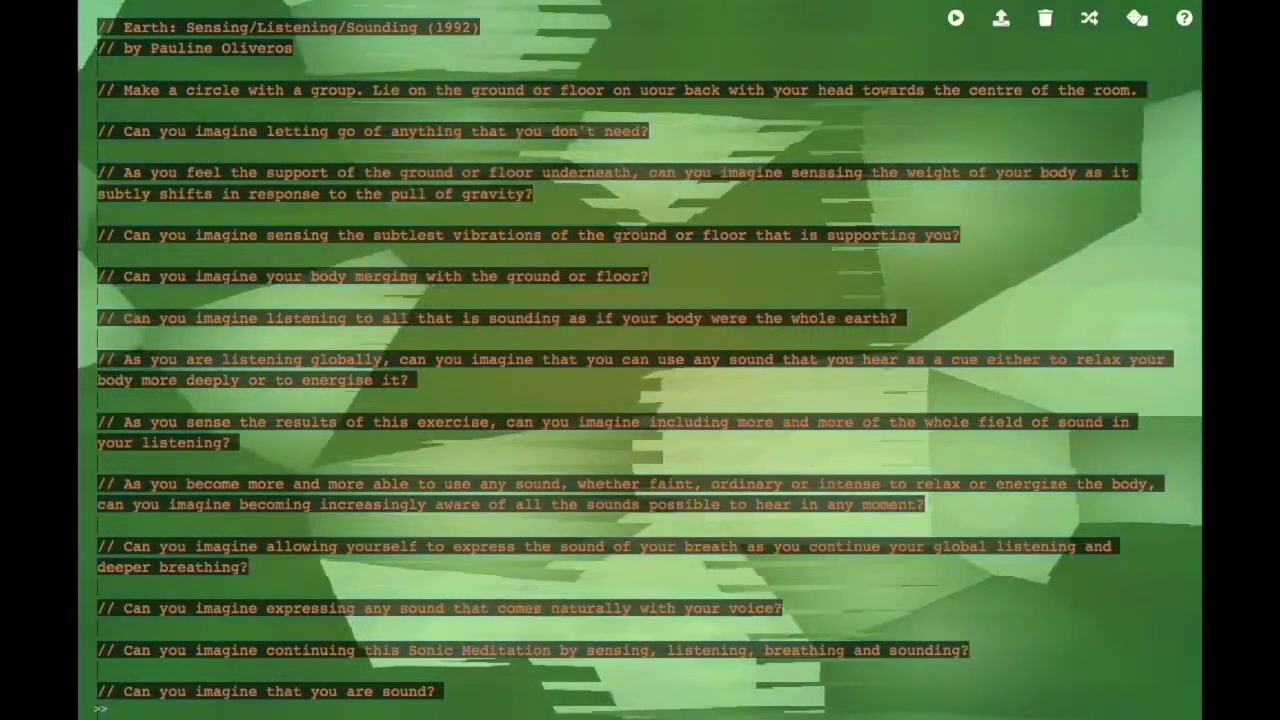 // Earth: Sensing/Listening/Sounding (1992)
// by Pauline Oliveros
// Make a circle with a group. Lie on the ground or floor on uour back with your head towards the centre of the room.
// Can you imagine letting go of anything that you don't need?
// As you feel the support of the ground or floor underneath, can you imagine senssing the weight of your body as it
subtly shifts in response to the pull of gravity?
// Can you imagine sensing the subtlest vibrations of the ground or floor that is supporting you?
// Can you imagine your body merging with the ground or floor?
// Can you imagine listening to all that is sounding as if your body were the whole earth?
// As you are listening globally, can you imagine that you can use any sound that you hear as a cue either to relax your
body more deeply or to energise it?
// As you sense the results of this exercise, can you imagine including more and more of the whole field of sound in
your listening?
// As you become more and more able to use any sound, whether faint, ordinary or intense to relax or energize the body,
can you imagine becoming increasingly aware of all the sounds possible to hear in any moment?
// Can you imagine allowing yourself to express the sound of your breath as you continue your global listening and
deeper breathing?
// Can you imagine expressing any sound that comes naturally with your voice?
// Can you imagine continuing this Sonic Meditation by sensing, listening, breathing and sounding?
// Can you imagine that you are sound?
>>